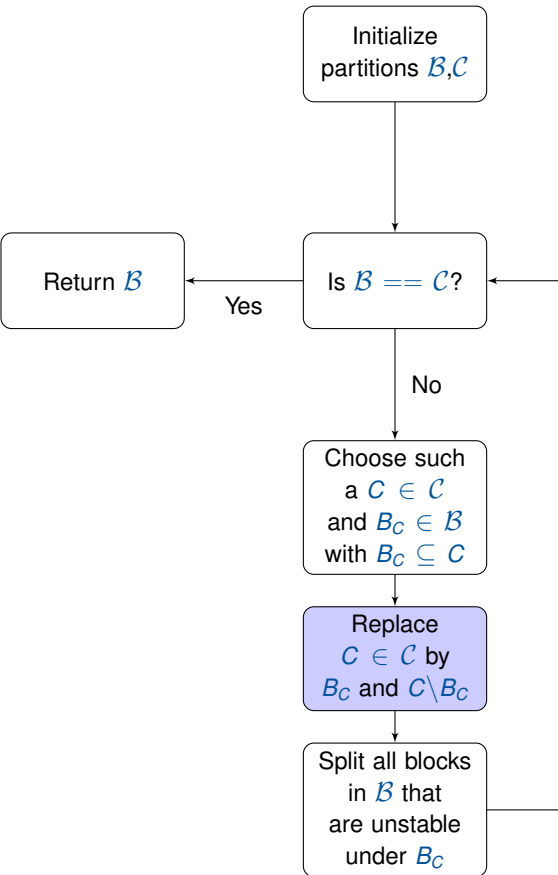 Initialize
partitions ℬ,𝒞
Return ℬ
Is ℬ == 𝒞?
Yes
No
Choose such
a C ∈ 𝒞
and B_C ∈ ℬ
with B_C ⊆ C
Replace
C ∈ 𝒞 by
B_C and C\B_C
Split all blocks
in ℬ that
are unstable
under B_C